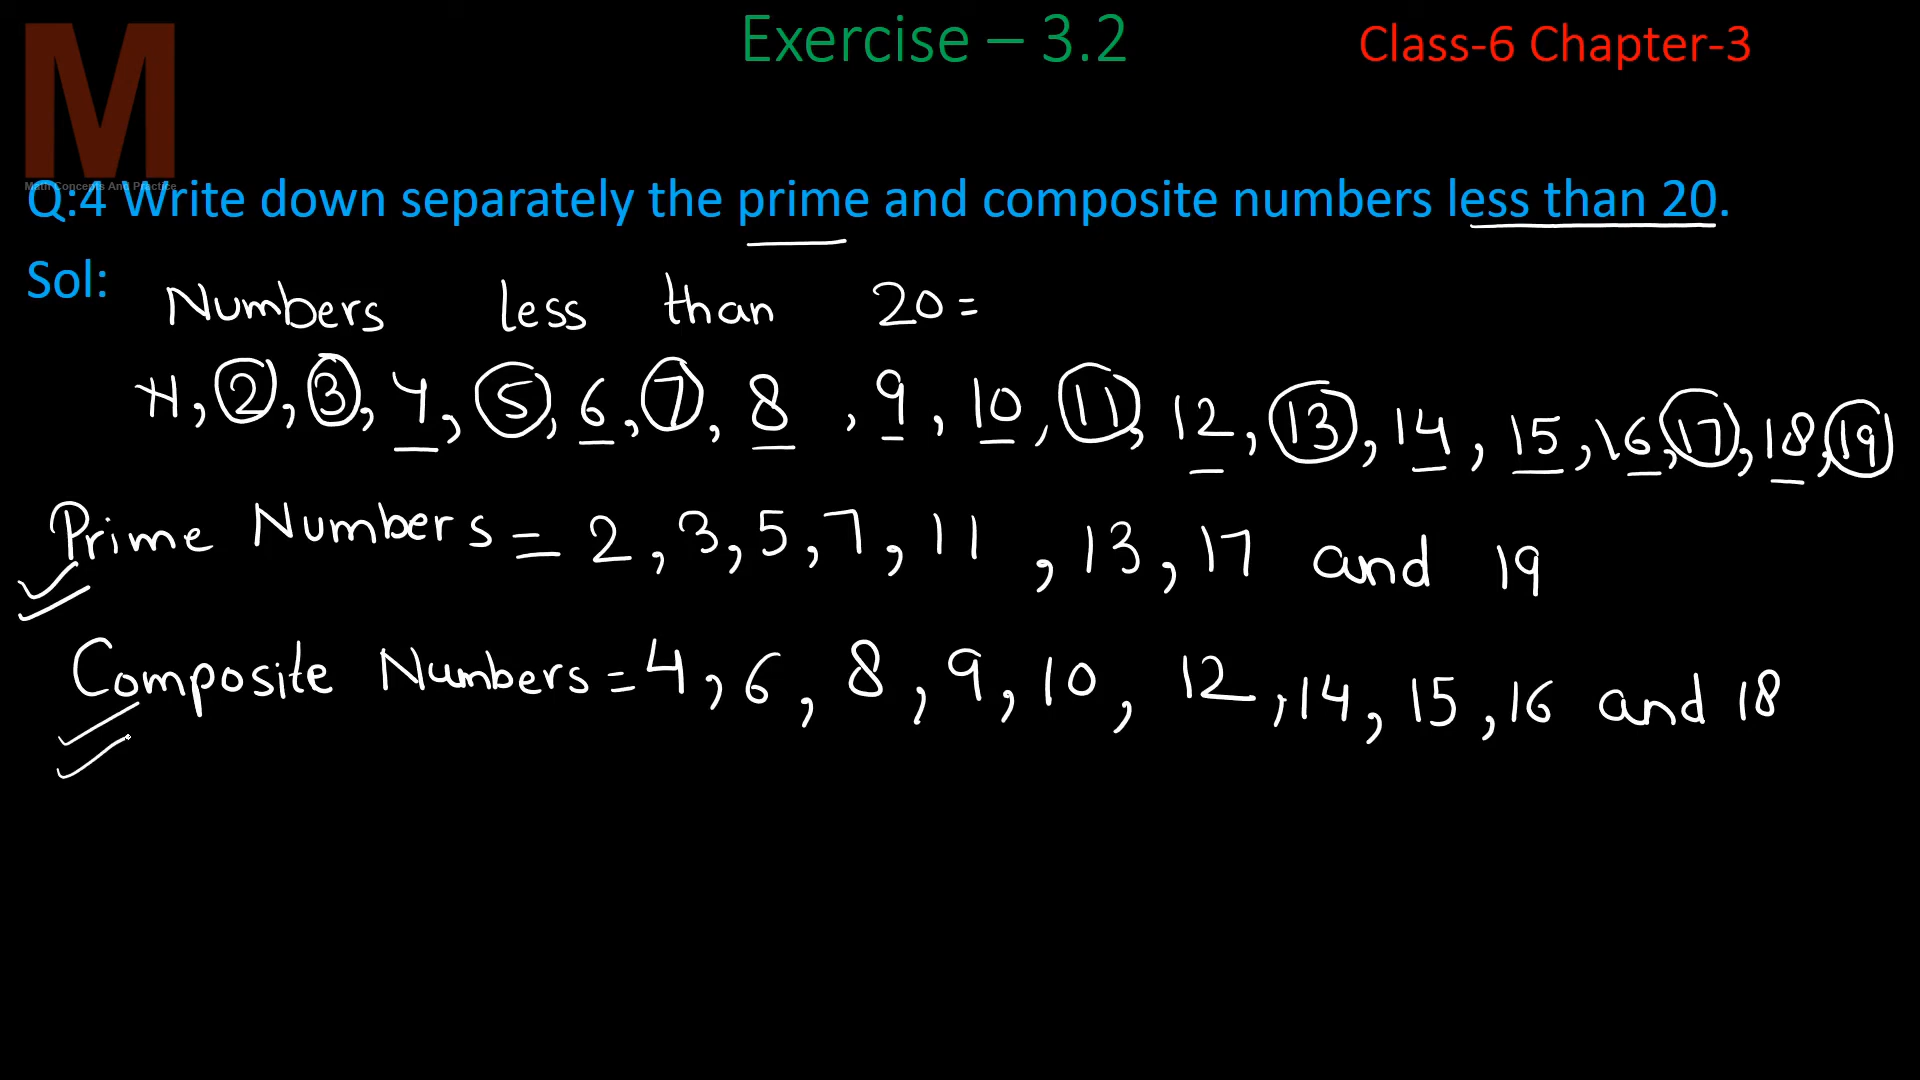 Exercise – 3.2
Class-6 Chapter-3
M
Math Concepts And Practice
Q:4 Write down separately the prime and composite numbers less than 20.
Sol:
Numbers less than 20=
1, 2, 3, 4, 5, 6, 7, 8, 9, 10, 11, 12, 13, 14, 15, 16, 17, 18, 19
Prime Numbers = 2, 3, 5, 7, 11, 13, 17 and 19
Composite Numbers = 4, 6, 8, 9, 10, 12, 14, 15, 16 and 18